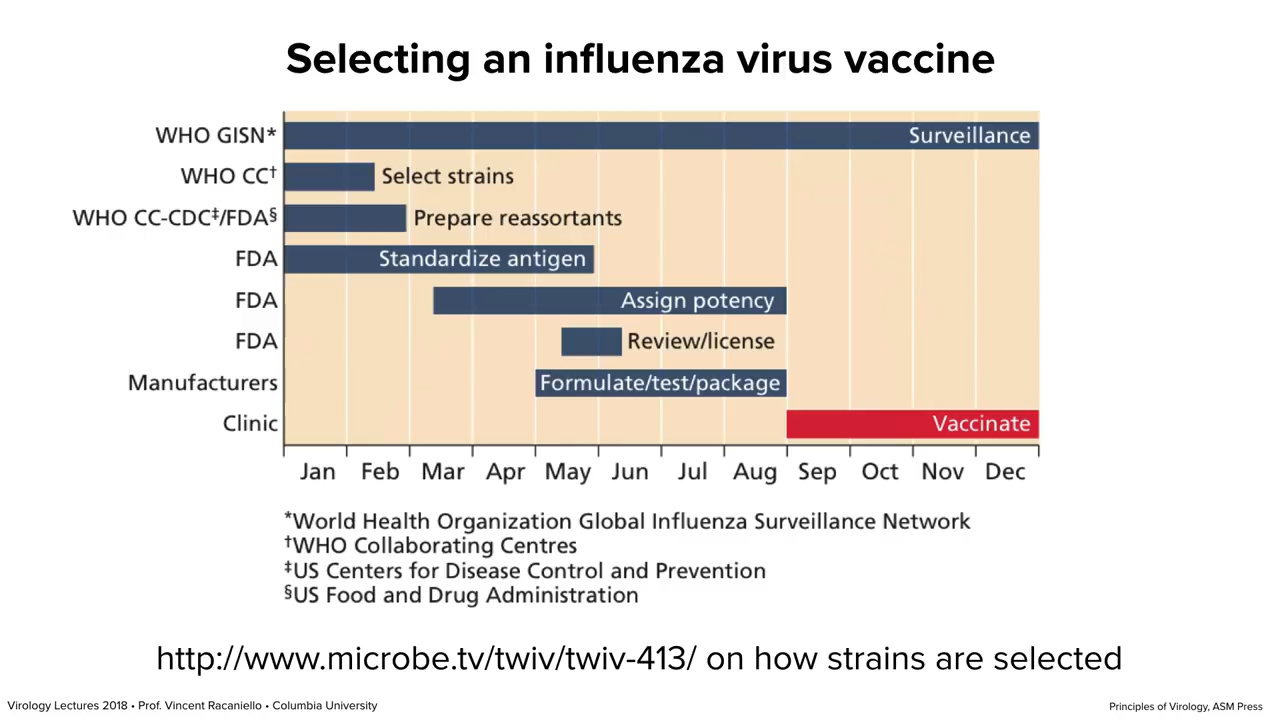 Selecting an influenza virus vaccine
WHO GISN* Surveillance
WHO CC† Select strains
WHO CC-CDC‡/FDA§ Prepare reassortants
FDA Standardize antigen
FDA Assign potency
FDA Review/license
Manufacturers Formulate/test/package
Clinic Vaccinate
Jan Feb Mar Apr May Jun Jul Aug Sep Oct Nov Dec
*World Health Organization Global Influenza Surveillance Network
†WHO Collaborating Centres
‡US Centers for Disease Control and Prevention
§US Food and Drug Administration
http://www.microbe.tv/twiv/twiv-413/ on how strains are selected
Virology Lectures 2018 • Prof. Vincent Racaniello • Columbia University
Principles of Virology, ASM Press